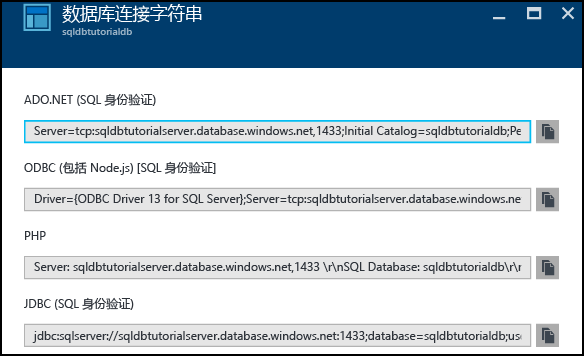 数据库连接字符串
sqldbtutorialdb
ADO.NET (SQL 身份验证)
Server=tcp:sqldbtutorialserver.database.windows.net,1433;Initial Catalog=sqldbtutorialdb;Pe
ODBC (包括 Node.js) [SQL 身份验证]
Driver={ODBC Driver 13 for SQL Server};Server=tcp:sqldbtutorialserver.database.windows.ne
PHP
Server: sqldbtutorialserver.database.windows.net,1433 \r\nSQL Database: sqldbtutorialdb\r\
JDBC (SQL 身份验证)
jdbc:sqlserver://sqldbtutorialserver.database.windows.net:1433;database=sqldbtutorialdb;use